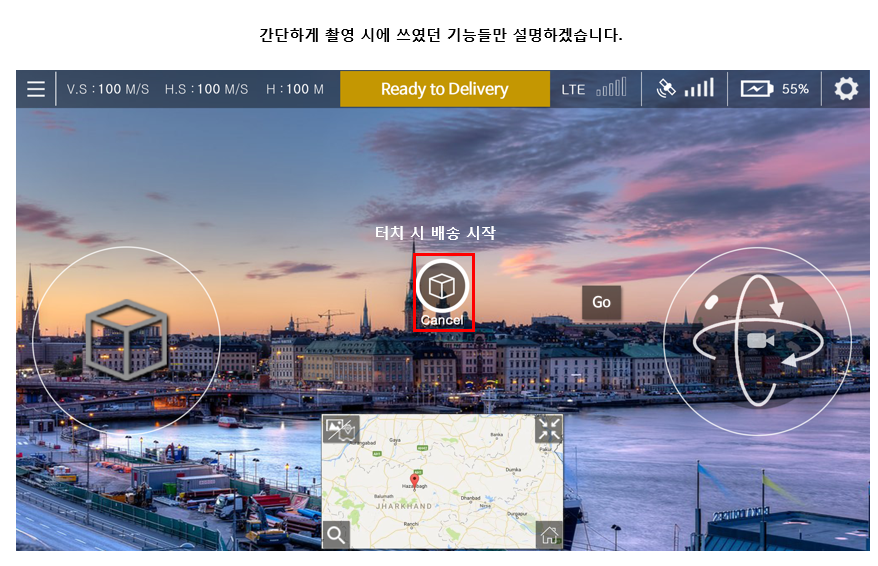 간단하게 촬영 시에 쓰였던 기능들만 설명하겠습니다.
V.S : 100 M/S H.S : 100 M/S H : 100 M Ready to Delivery LTE 55%
터치 시 배송 시작
Cancel
Go
Gaya
Banka
Pakur
Dumka
Hazaribagh
Balumath
Dhanbad
JHARKHAND
Ranchi
Durgapur